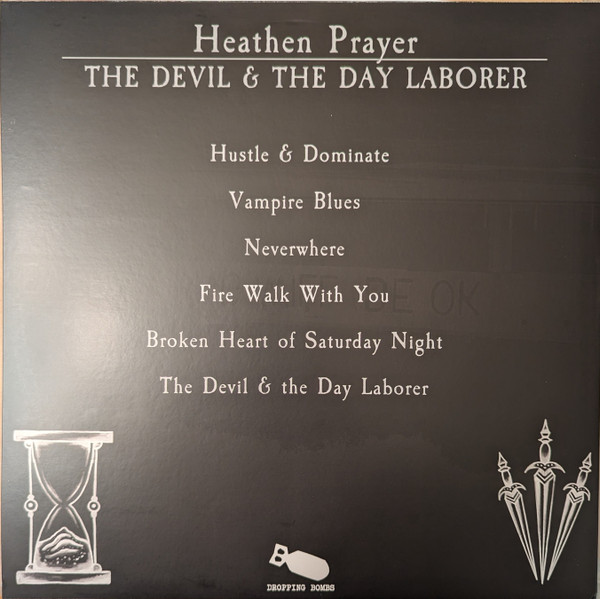 Heathen Prayer
THE DEVIL & THE DAY LABORER
Hustle & Dominate
Vampire Blues
Neverwhere
Fire Walk With You
Broken Heart of Saturday Night
The Devil & the Day Laborer
B
DROPPING BOMBS